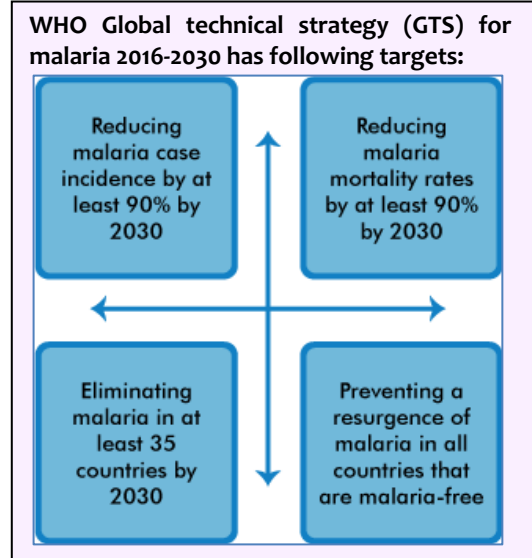 WHO Global technical strategy (GTS) for
malaria 2016-2030 has following targets:
Reducing
malaria case
incidence by at
least 90% by
2030
Reducing
malaria
mortality rates
by at least 90%
by 2030
Eliminating
malaria in at
least 35
countries by
2030
Preventing a
resurgence of
malaria in all
countries that
are malaria-free